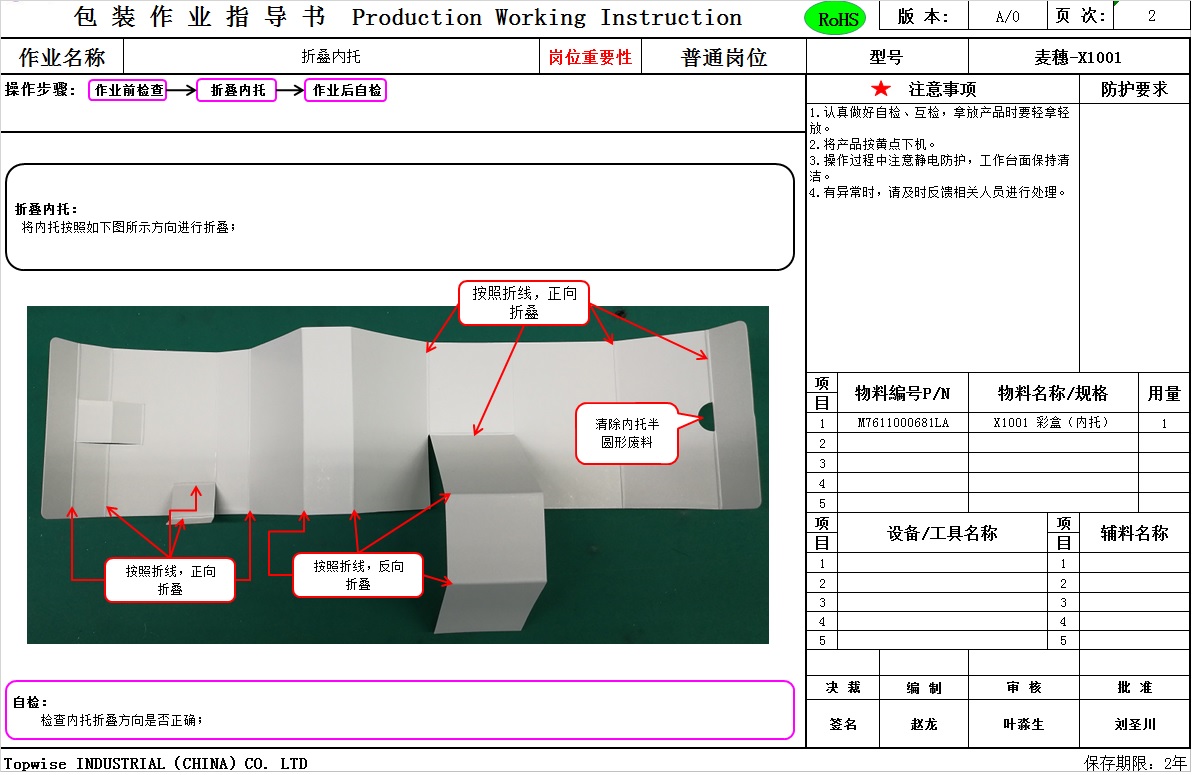 包装作业指导书 Production Working Instruction
RoHS
版 本： A/0 页 次： 2
作业名称 折叠内托 岗位重要性 普通岗位 型号 麦穗-X1001
操作步骤： 作业前检查 折叠内托 作业后自检
★ 注意事项 防护要求
1.认真做好自检、互检，拿放产品时要轻拿轻
放。
2.将产品按黄点下机。
3.操作过程中注意静电防护，工作台面保持清
洁。
4.有异常时，请及时反馈相关人员进行处理。
折叠内托：
将内托按照如下图所示方向进行折叠；
按照折线，正向
折叠
清除内托半
圆形废料
按照折线，正向
折叠
按照折线，反向
折叠
自检：
检查内托折叠方向是否正确；
项目 物料编号P/N 物料名称/规格 用量
1 M7611000681LA X1001 彩盒（内托） 1
2
3
4
5
项目 设备/工具名称 项目 辅料名称
1 1
2 2
3 3
4 4
5 5
决 裁 编 制 审 核 批 准
签名 赵龙 叶淼生 刘圣川
Topwise INDUSTRIAL（CHINA）CO. LTD
保存期限：2年